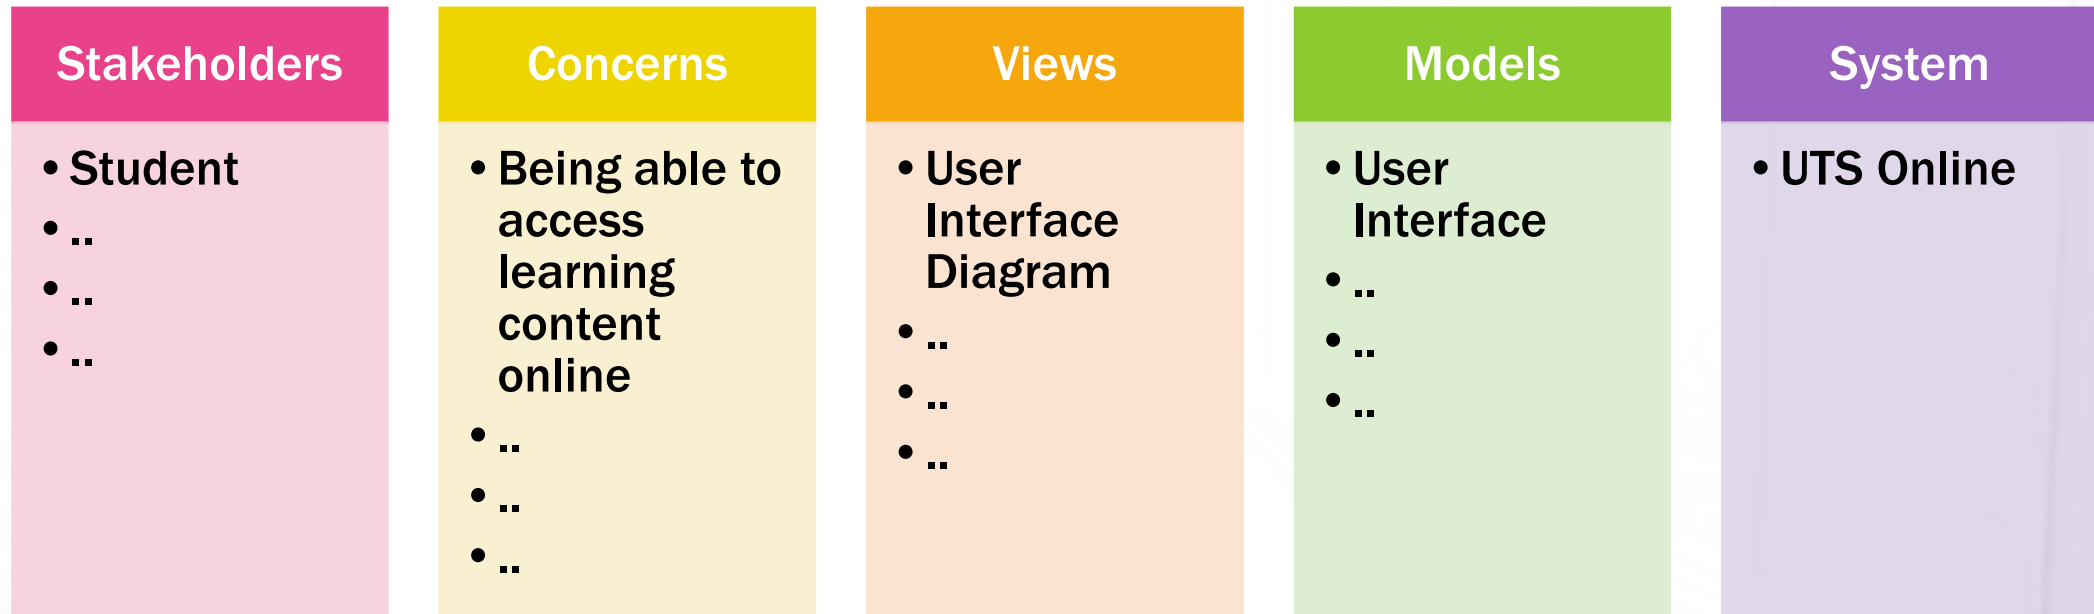 Stakeholders
• Student
• ..
• ..
• ..
Concerns
• Being able to
access
learning
content
online
• ..
• ..
• ..
Views
• User
Interface
Diagram
• ..
• ..
• ..
Models
• User
Interface
• ..
• ..
• ..
System
• UTS Online